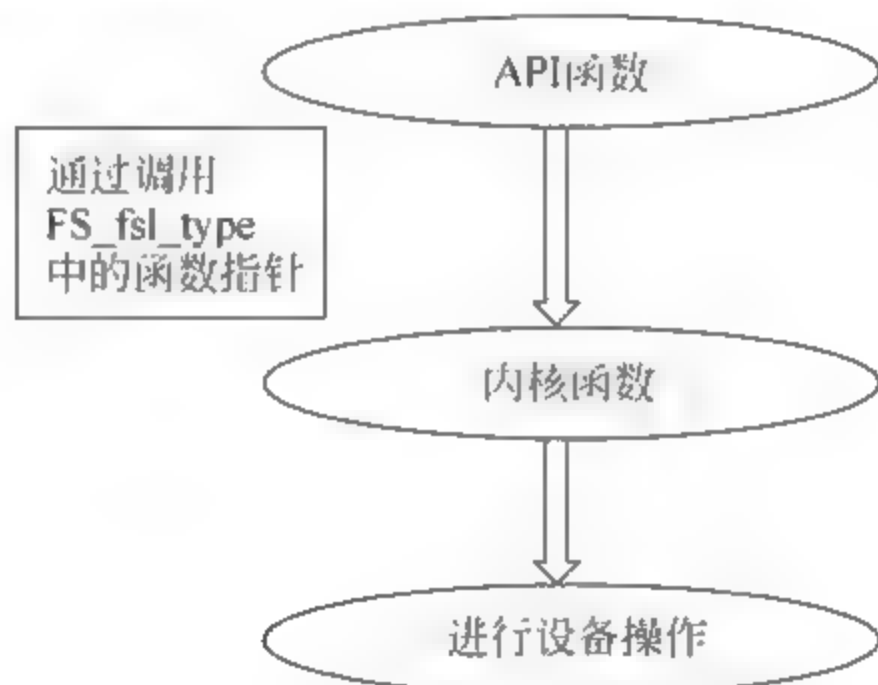 API函数
通过调用
FS_fsl_type
中的函数指针
内核函数
进行设备操作